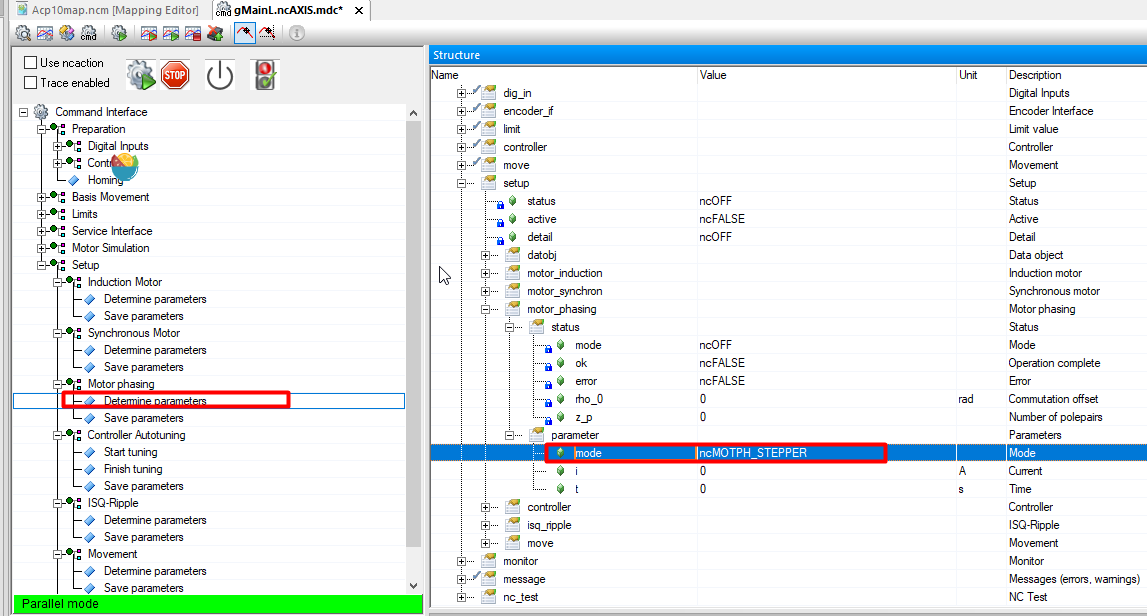 Acp10map.ncm [Mapping Editor]
gMainL.ncAXIS.mdc*
cmd
cmd
Use ncaction
Trace enabled
STOP
Command Interface
Preparation
Digital Inputs
Cont
Homing
Basis Movement
Limits
Service Interface
Motor Simulation
Setup
Induction Motor
Determine parameters
Save parameters
Synchronous Motor
Determine parameters
Save parameters
Motor phasing
Determine parameters
Save parameters
Controller Autotuning
Start tuning
Finish tuning
Save parameters
ISQ-Ripple
Determine parameters
Save parameters
Movement
Determine parameters
Save parameters
Parallel mode
Structure
Name Value Unit Description
dig_in Digital Inputs
encoder_if Encoder Interface
limit Limit value
controller Controller
move Movement
setup Setup
status ncOFF Status
active ncFALSE Active
detail ncOFF Detail
datobj Data object
motor_induction Induction motor
motor_synchron Synchronous motor
motor_phasing Motor phasing
status Status
mode ncOFF Mode
ok ncFALSE Operation complete
error ncFALSE Error
rho_0 0 rad Commutation offset
z_p 0 Number of polepairs
parameter Parameters
mode ncMOTPH_STEPPER Mode
i 0 A Current
t 0 s Time
controller Controller
isq_ripple ISQ-Ripple
move Movement
monitor Monitor
message Messages (errors, warnings)
nc_test NC Test